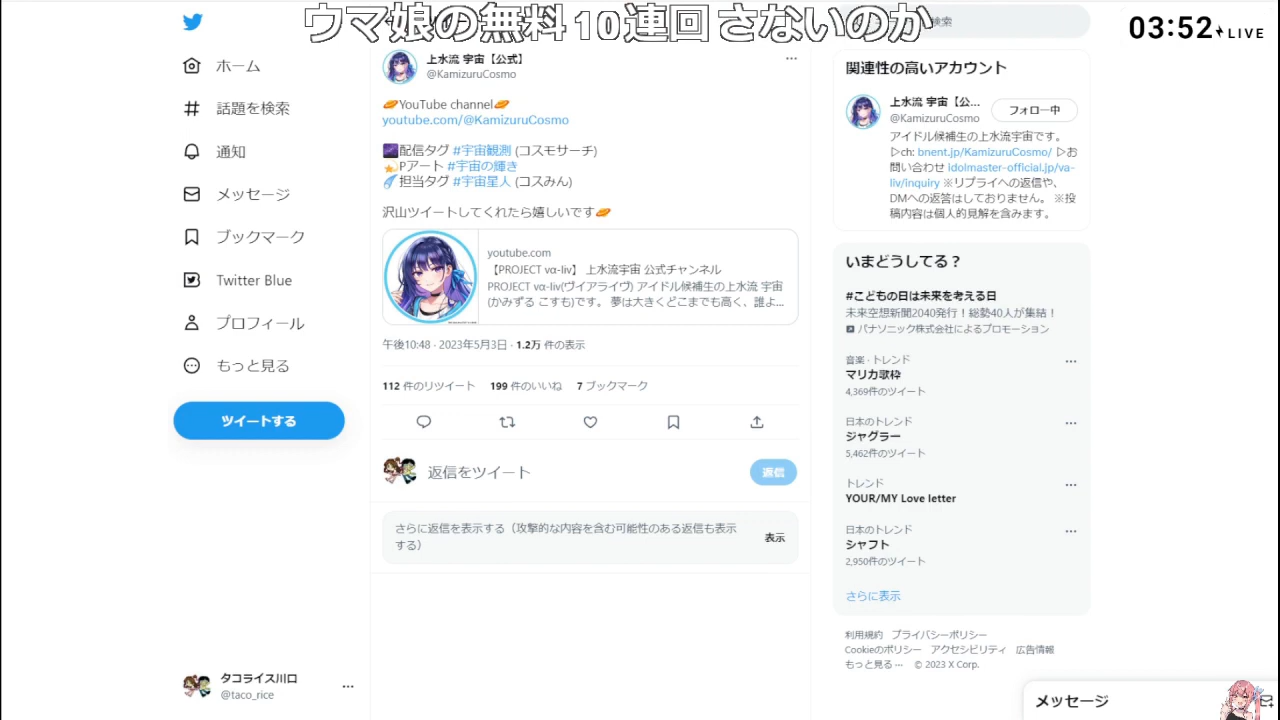 ウマ娘の無料10連回さないのか
03:52 LIVE
ホーム
話題を検索
通知
メッセージ
ブックマーク
Twitter Blue
プロフィール
もっと見る
ツイートする
タコライス川口
@taco_rice
上水流 宇宙【公式】
@KamizuruCosmo
YouTube channel
youtube.com/@KamizuruCosmo
配信タグ #宇宙観測 (コスモサーチ)
Pアート #宇宙の輝き
担当タグ #宇宙星人 (コスみん)
沢山ツイートしてくれたら嬉しいです
youtube.com
【PROJECT vα-liv】 上水流宇宙 公式チャンネル
PROJECT vα-liv(ヴイアライヴ) アイドル候補生の上水流 宇宙
(かみずる こすも)です。 夢は大きくどこまでも高く、誰よ...
午後10:48 · 2023年5月3日 · 1.2万 件の表示
112 件のリツイート 199 件のいいね 7 ブックマーク
返信をツイート
返信
さらに返信を表示する（攻撃的な内容を含む可能性のある返信も表示
する）
表示
検索
関連性の高いアカウント
上水流 宇宙【公...
@KamizuruCosmo
フォロー中
アイドル候補生の上水流宇宙です。
▷ch: bnent.jp/KamizuruCosmo/ ▷お
問い合わせ idolmaster-official.jp/va-
liv/inquiry ※リプライへの返信や、
DMへの返答はしておりません。 ※投
稿内容は個人的見解を含みます。
いまどうしてる？
#こどもの日は未来を考える日
未来空想新聞2040発行！総勢40人が集結！
パナソニック株式会社によるプロモーション
音楽 · トレンド
マリカ歌枠
4,369件のツイート
日本のトレンド
ジャグラー
5,462件のツイート
トレンド
YOUR/MY Love letter
日本のトレンド
シャフト
2,950件のツイート
さらに表示
利用規約 プライバシーポリシー
Cookieのポリシー アクセシビリティ 広告情報
もっと見る ··· © 2023 X Corp.
メッセージ